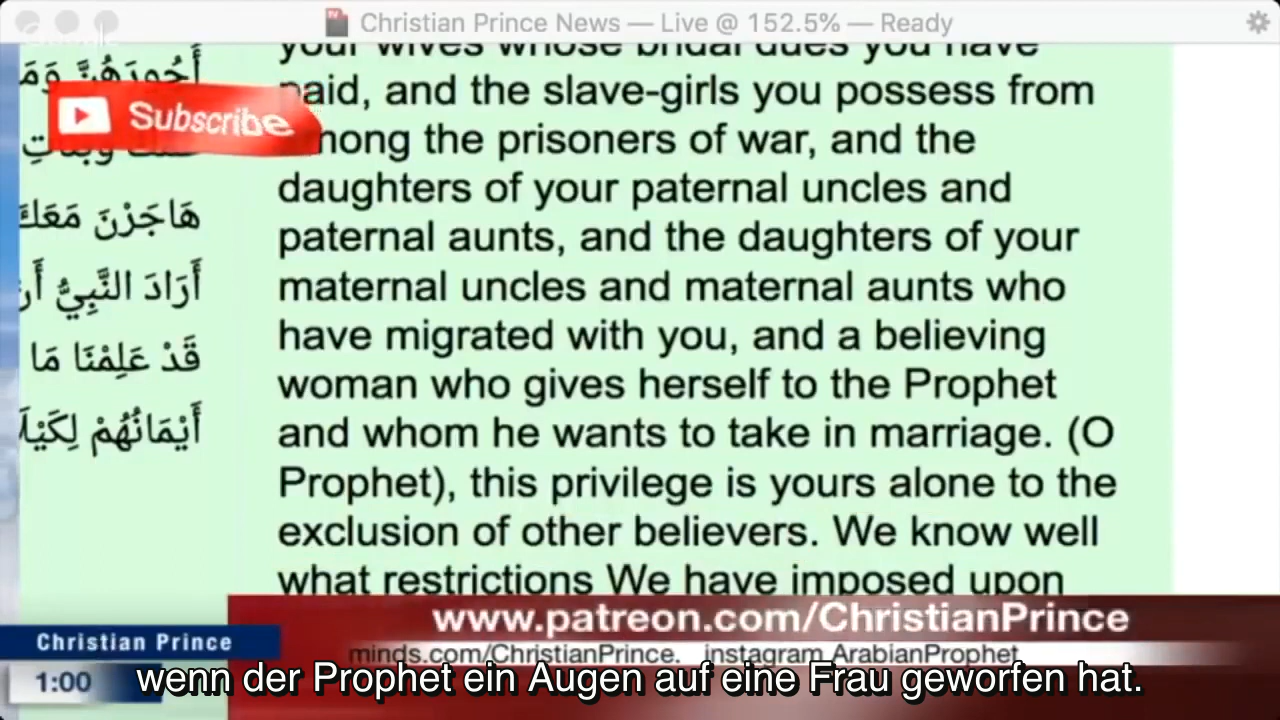 Christian Prince News — Live @ 152.5% — Ready
your wives whose bridal dues you have
paid, and the slave-girls you possess from
among the prisoners of war, and the
daughters of your paternal uncles and
paternal aunts, and the daughters of your
maternal uncles and maternal aunts who
have migrated with you, and a believing
woman who gives herself to the Prophet
and whom he wants to take in marriage. (O
Prophet), this privilege is yours alone to the
exclusion of other believers. We know well
what restrictions We have imposed upon
أُجُورَهُنَّ
Subscribe
هَاجَرْنَ مَعَكَ
أَرَادَ النَّبِيُّ أَن
قَدْ عَلِمْنَا مَا
أَيْمَانُهُمْ لِكَيْلَا
www.patreon.com/ChristianPrince
Christian Prince
minds.com/ChristianPrince. instagram ArabianProphet
1:00
wenn der Prophet ein Augen auf eine Frau geworfen hat.